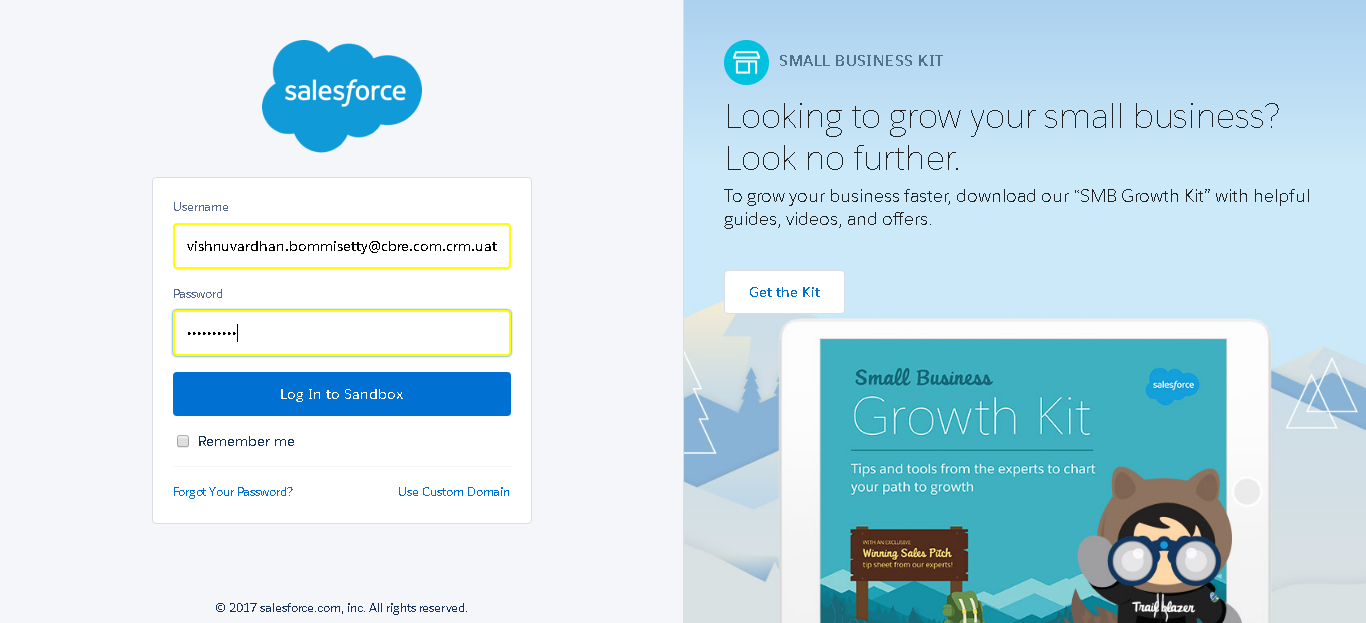 salesforce
Username
vishnuvardhan.bommisetty@cbre.com.crm.uat
Password
••••••••••
Log In to Sandbox
Remember me
Forgot Your Password?
Use Custom Domain
© 2017 salesforce.com, inc. All rights reserved.
SMALL BUSINESS KIT
Looking to grow your small business?
Look no further.
To grow your business faster, download our “SMB Growth Kit” with helpful
guides, videos, and offers.
Get the Kit
Small Business
salesforce
Growth Kit
Tips and tools from the experts to chart
your path to growth
WITH AN EXCLUSIVE
Winning Sales Pitch
tip sheet from our experts!
Trailblazer